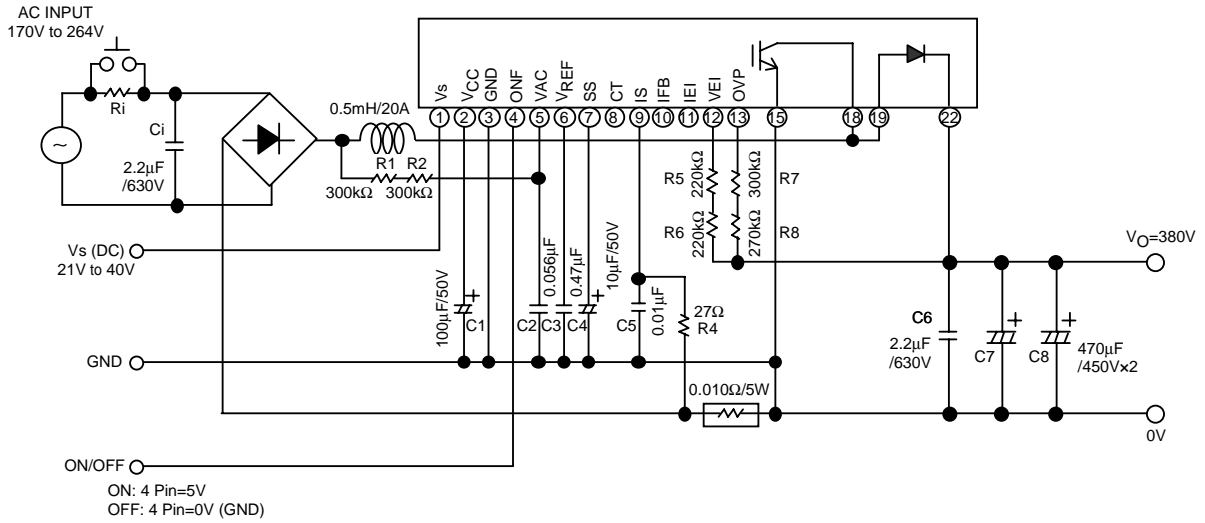 AC INPUT
170V to 264V
Ri
Ci
2.2μF
/630V
~
0.5mH/20A
R1 R2
300kΩ 300kΩ
Vs
VCC
GND
ONF
VAC
VREF
SS
CT
IS
IFB
IEI
VEI
OVP
1 2 3 4 5 6 7 8 9 10 11 12 13 15 18 19 22
R5 220kΩ 300kΩ R7
R6 220kΩ 270kΩ R8
Vs (DC)
21V to 40V
100μF/50V
C1
0.056μF
C2
0.47μF
C3
10μF/50V
C4
C5
0.01μF
27Ω
R4
VO=380V
C6
2.2μF
/630V
C7
C8
470μF
/450V×2
+ + + +
GND
0.010Ω/5W
0V
ON/OFF
ON: 4 Pin=5V
OFF: 4 Pin=0V (GND)